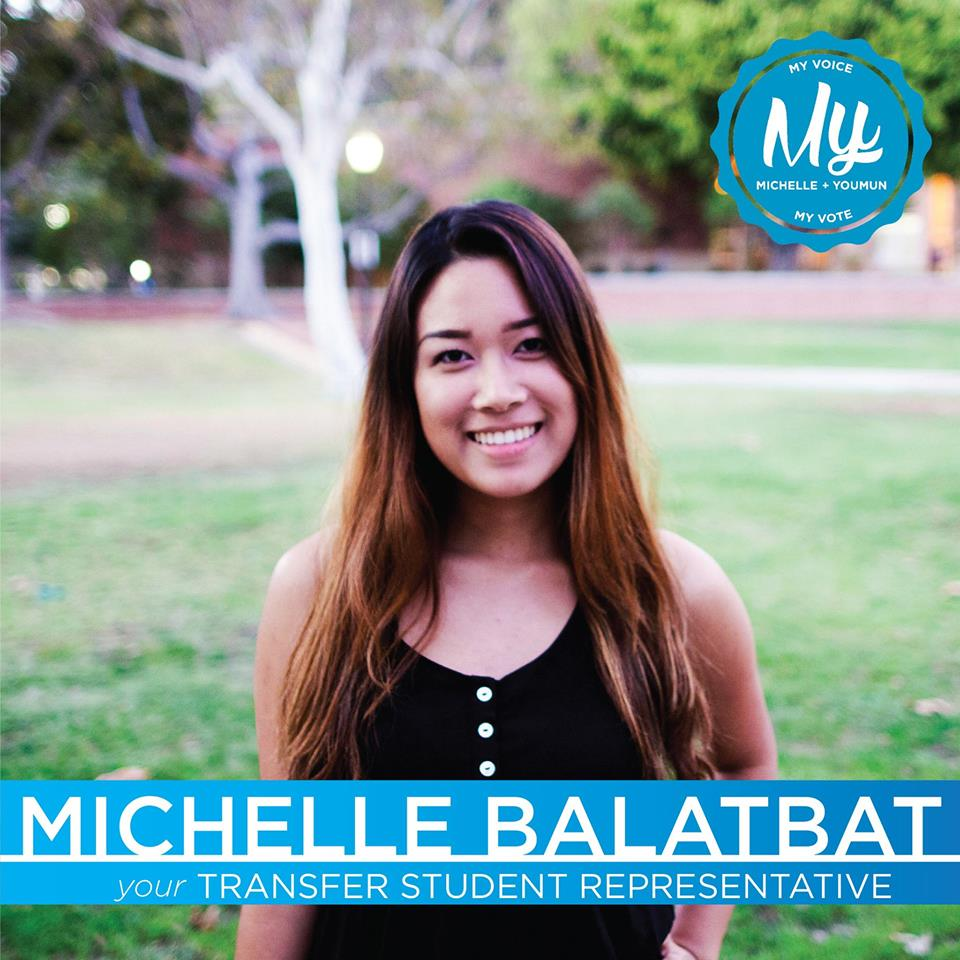 MY VOICE
My
MICHELLE + YOUMUN
MY VOTE
MICHELLE BALATBAT
your TRANSFER STUDENT REPRESENTATIVE